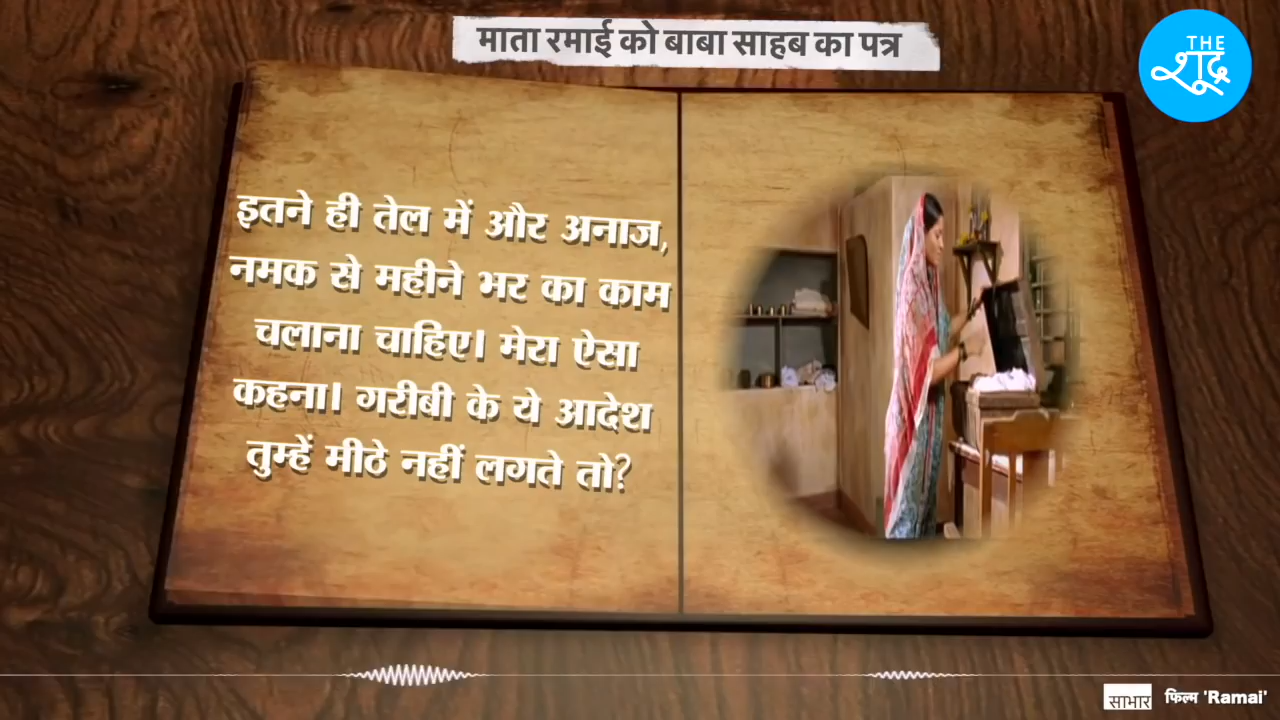 माता रमाई को बाबा साहब का पत्र
THE
शूद्र
इतने ही तेल में और अनाज,
नमक से महीने भर का काम
चलाना चाहिए। मेरा ऐसा
कहना। गरीबी के ये आदेश
तुम्हें मीठे नहीं लगते तो?
साभार फिल्म 'Ramai'